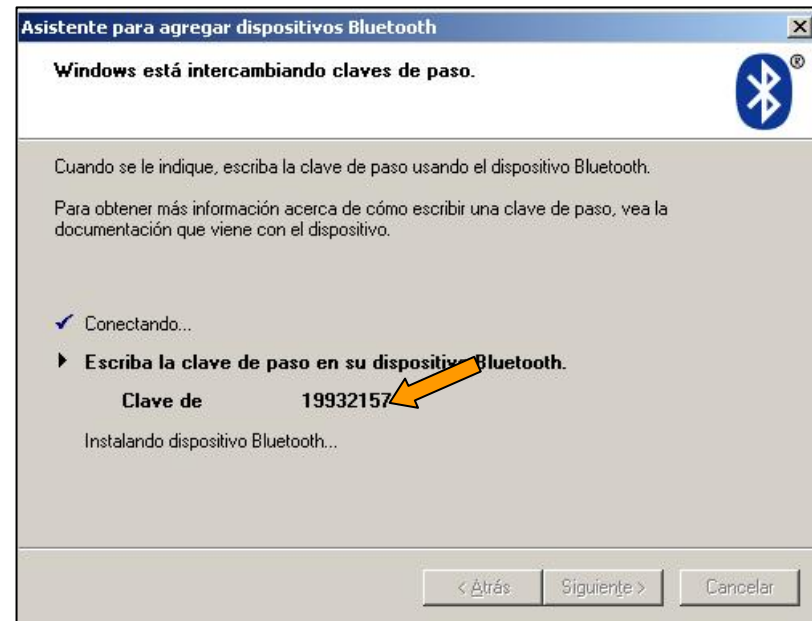 Asistente para agregar dispositivos Bluetooth
Windows está intercambiando claves de paso.
®
Cuando se le indique, escriba la clave de paso usando el dispositivo Bluetooth.
Para obtener más información acerca de cómo escribir una clave de paso, vea la
documentación que viene con el dispositivo.
Conectando...
Escriba la clave de paso en su dispositivo Bluetooth.
Clave de 19932157
Instalando dispositivo Bluetooth...
< Atrás Siguiente > Cancelar